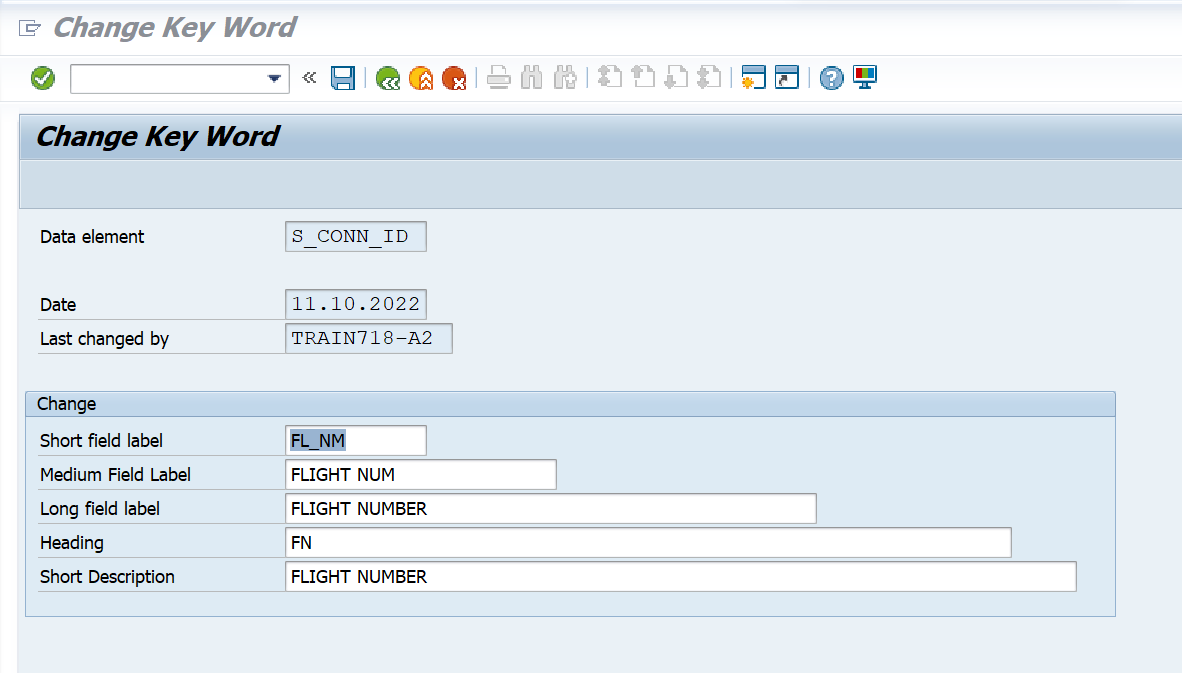 Change Key Word
Change Key Word
Data element S_CONN_ID
Date 11.10.2022
Last changed by TRAIN718-A2
Change
Short field label FL_NM
Medium Field Label FLIGHT NUM
Long field label FLIGHT NUMBER
Heading FN
Short Description FLIGHT NUMBER